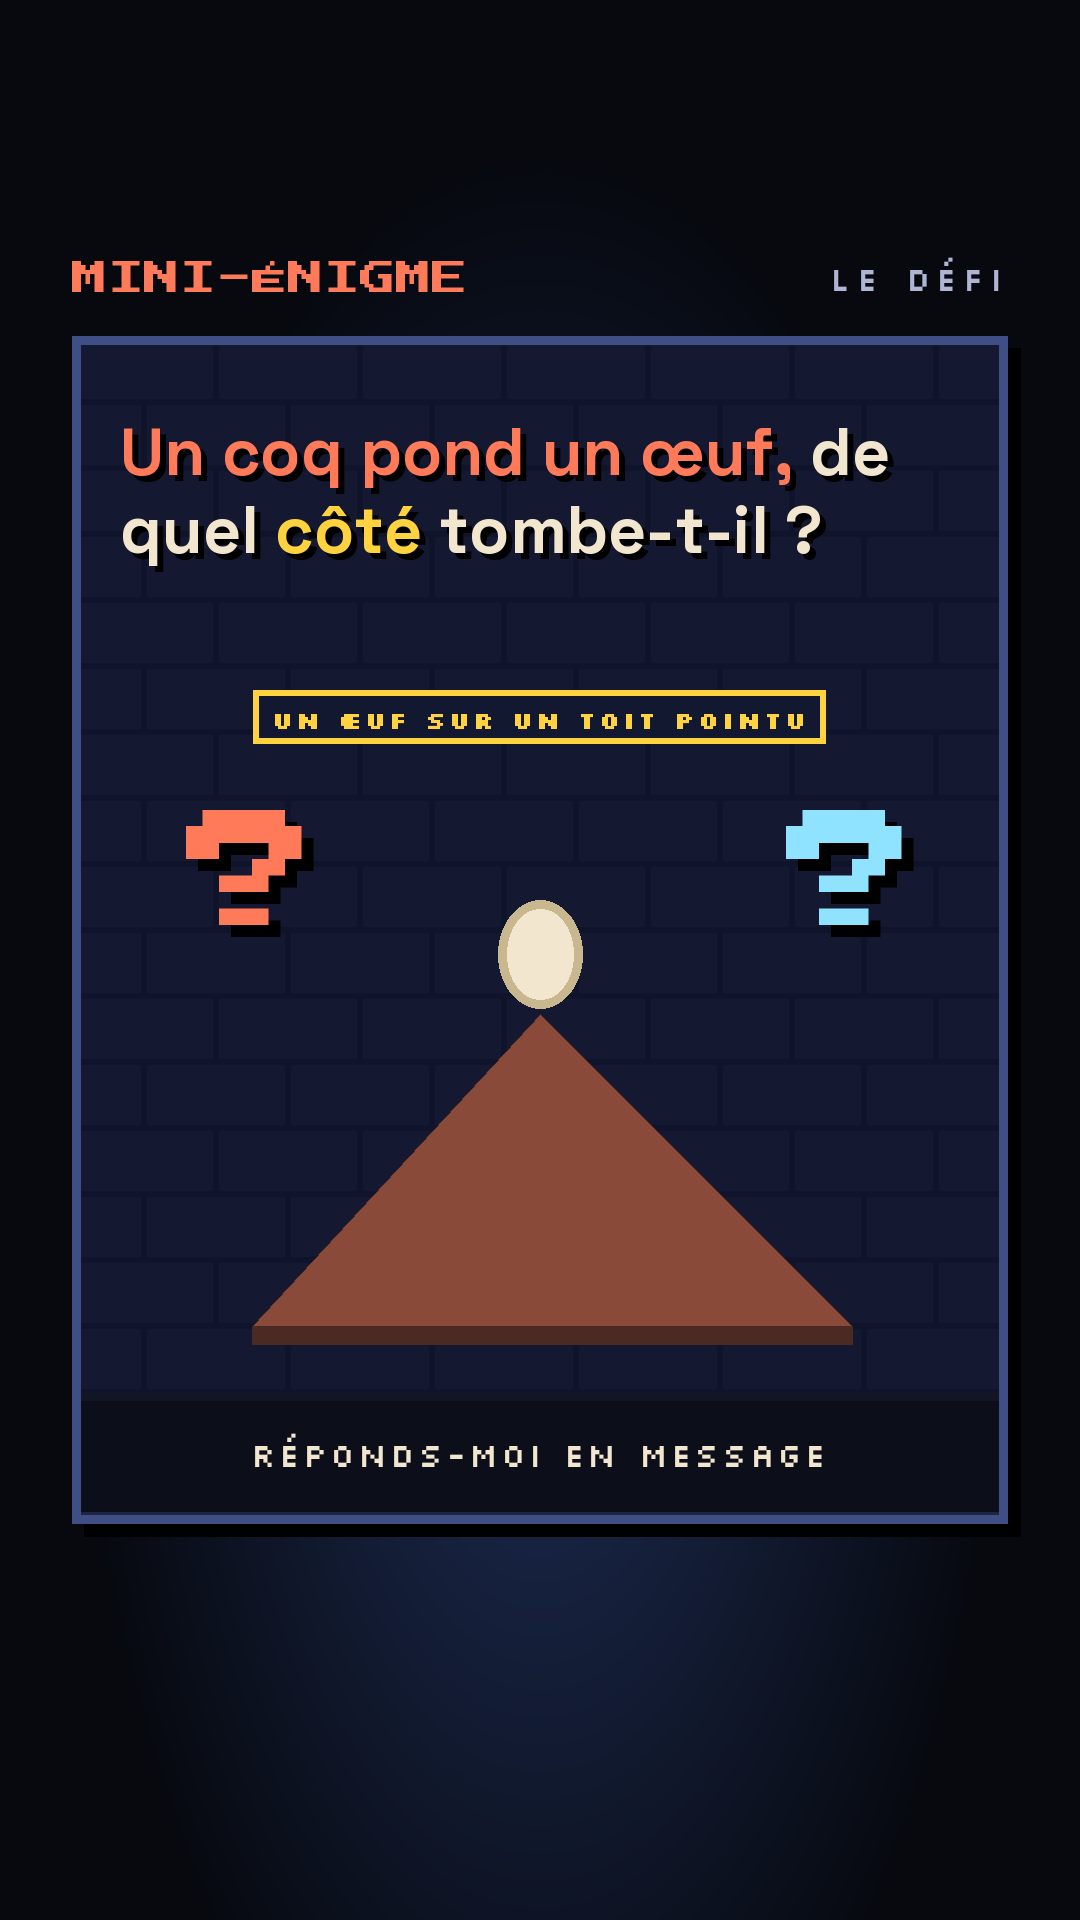 MINI-ÉNIGME
LE DÉFI
Un coq pond un œuf, de
quel côté tombe-t-il ?
UN ŒUF SUR UN TOIT POINTU
?
?
RÉPONDS-MOI EN MESSAGE